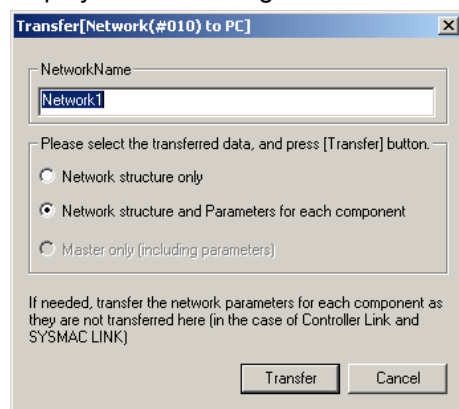 Transfer[Network(#010) to PC]
NetworkName
Network1
Please select the transferred data, and press [Transfer] button.
Network structure only
Network structure and Parameters for each component
Master only (including parameters)
If needed, transfer the network parameters for each component as
they are not transferred here (in the case of Controller Link and
SYSMAC LINK)
Transfer Cancel